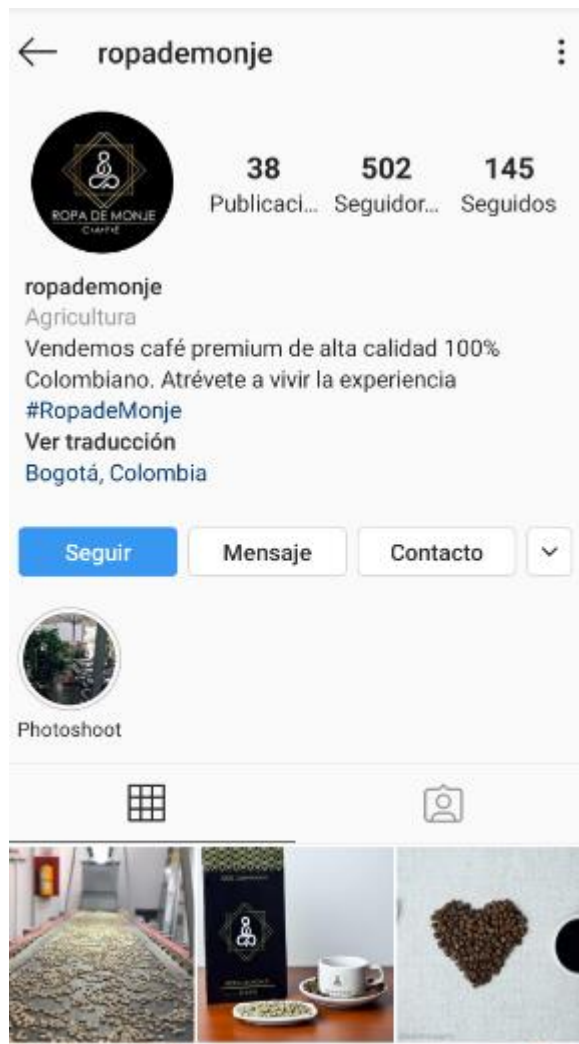 ropademonje
ROPA DE MONJE
38 502 145
Publicaci... Seguidor... Seguidos
ropademonje
Agricultura
Vendemos café premium de alta calidad 100%
Colombiano. Atrévete a vivir la experiencia
#RopadeMonje
Ver traducción
Bogotá, Colombia
Seguir Mensaje Contacto
Photoshoot